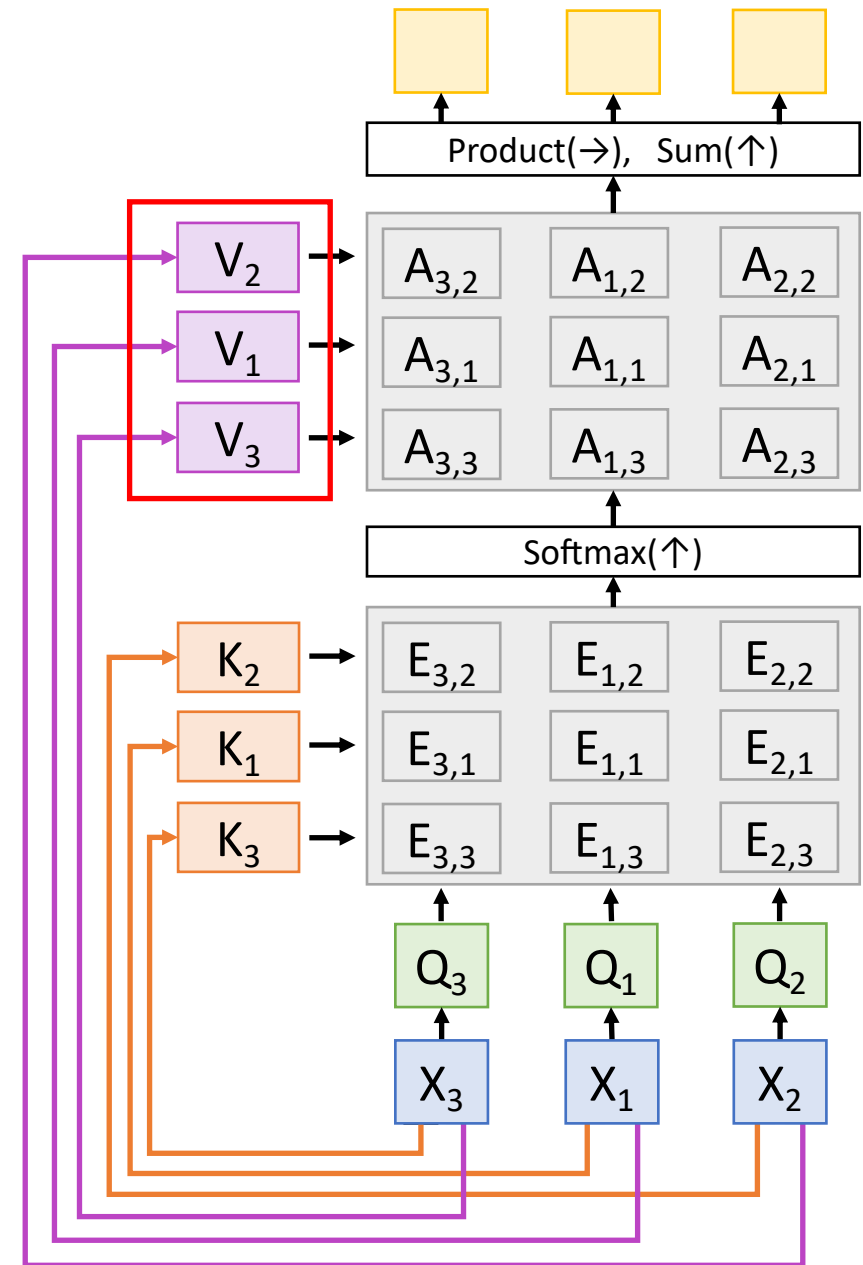 Product(→), Sum(↑)
V₂ A₃,₂ A₁,₂ A₂,₂
V₁ A₃,₁ A₁,₁ A₂,₁
V₃ A₃,₃ A₁,₃ A₂,₃
Softmax(↑)
K₂ E₃,₂ E₁,₂ E₂,₂
K₁ E₃,₁ E₁,₁ E₂,₁
K₃ E₃,₃ E₁,₃ E₂,₃
Q₃ Q₁ Q₂
X₃ X₁ X₂